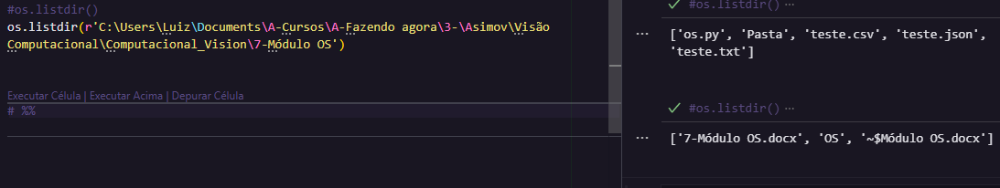 #os.listdir()
os.listdir(r'C:\Users\Luiz\Documents\A-Cursos\A-Fazendo agora\3-\Asimov\Visão
Computacional\Computacional_Vision\7-Módulo OS')
Executar Célula | Executar Acima | Depurar Célula
# %%
#os.listdir() ···
['os.py', 'Pasta', 'teste.csv', 'teste.json',
'teste.txt']
#os.listdir() ···
['7-Módulo OS.docx', 'OS', '~$Módulo OS.docx']